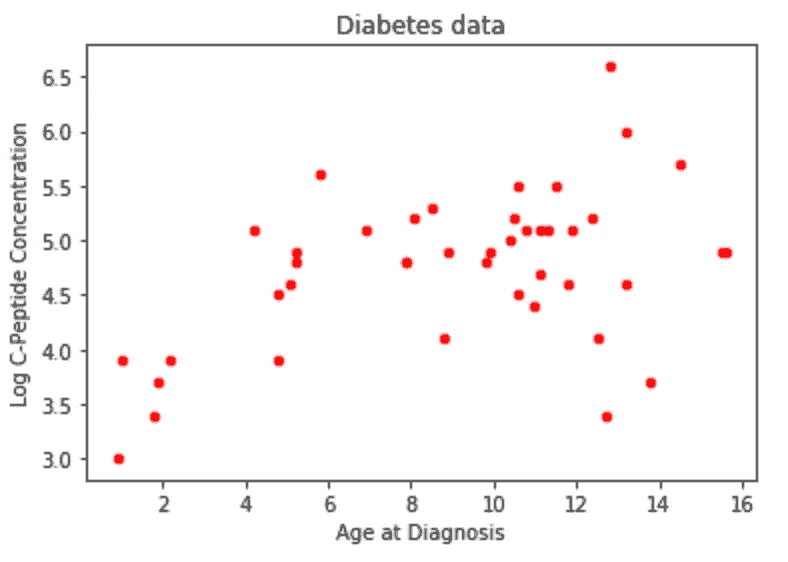 Diabetes data
Log C-Peptide Concentration
6.5
6.0
5.5
5.0
4.5
4.0
3.5
3.0
2 4 6 8 10 12 14 16
Age at Diagnosis